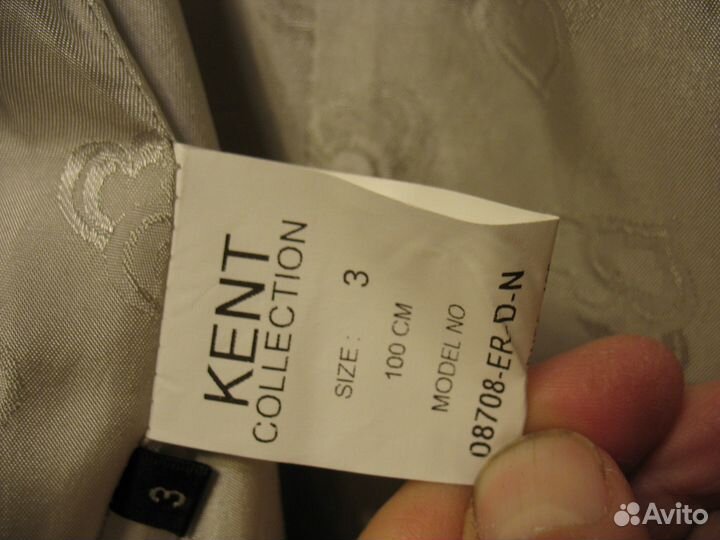 KENT
COLLECTION
SIZE : 3
100 CM
MODEL NO
08708-ER-D-N
3
Avito